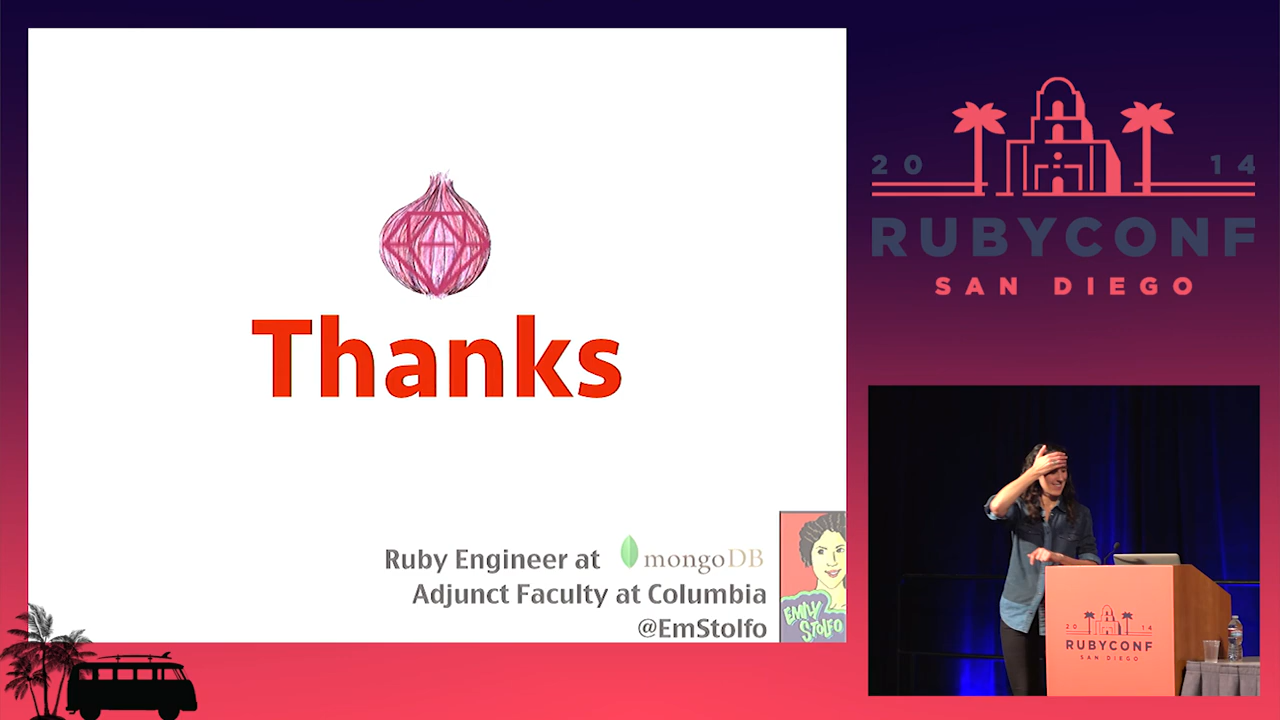 Thanks
Ruby Engineer at mongoDB
Adjunct Faculty at Columbia
@EmStolfo
EMILY
STOLFO
20 14
RUBYCONF
SAN DIEGO
20 14
RUBYCONF
SAN DIEGO